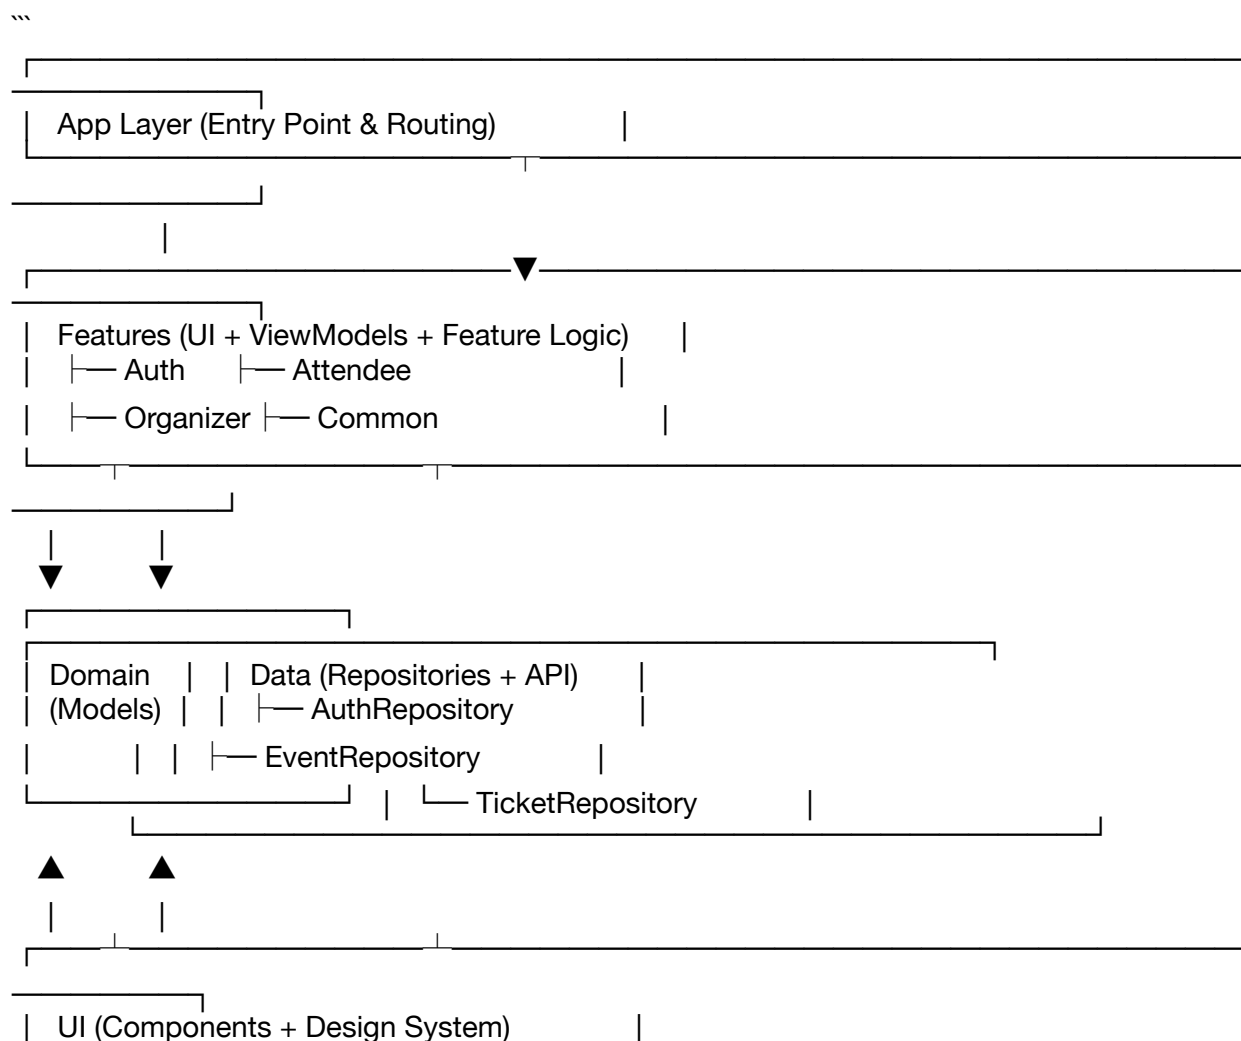 ```
┌─────────────────────────────────────────
─────────────────┐
│ App Layer (Entry Point & Routing) │
└─────────────────┬────────────────────────
─────────────────┘
│
┌─────────────────▼────────────────────────
─────────────────┐
│ Features (UI + ViewModels + Feature Logic) │
│ ├── Auth ├── Attendee │
│ ├── Organizer ├── Common │
└───┬──────────┬───────────────────────────
───────────────┘
│ │
▼ ▼
┌──────────────────────┐
┌─────────────────────────────────┐
│ Domain │ │ Data (Repositories + API) │
│ (Models) │ │ ├── AuthRepository │
│ │ │ ├── EventRepository │
└──────────────────────┘ │ └── TicketRepository │
└─────────────────────────────────┘
▲ ▲
│ │
┌───┴──────────┴───────────────────────────
─────────────┐
│ UI (Components + Design System) │